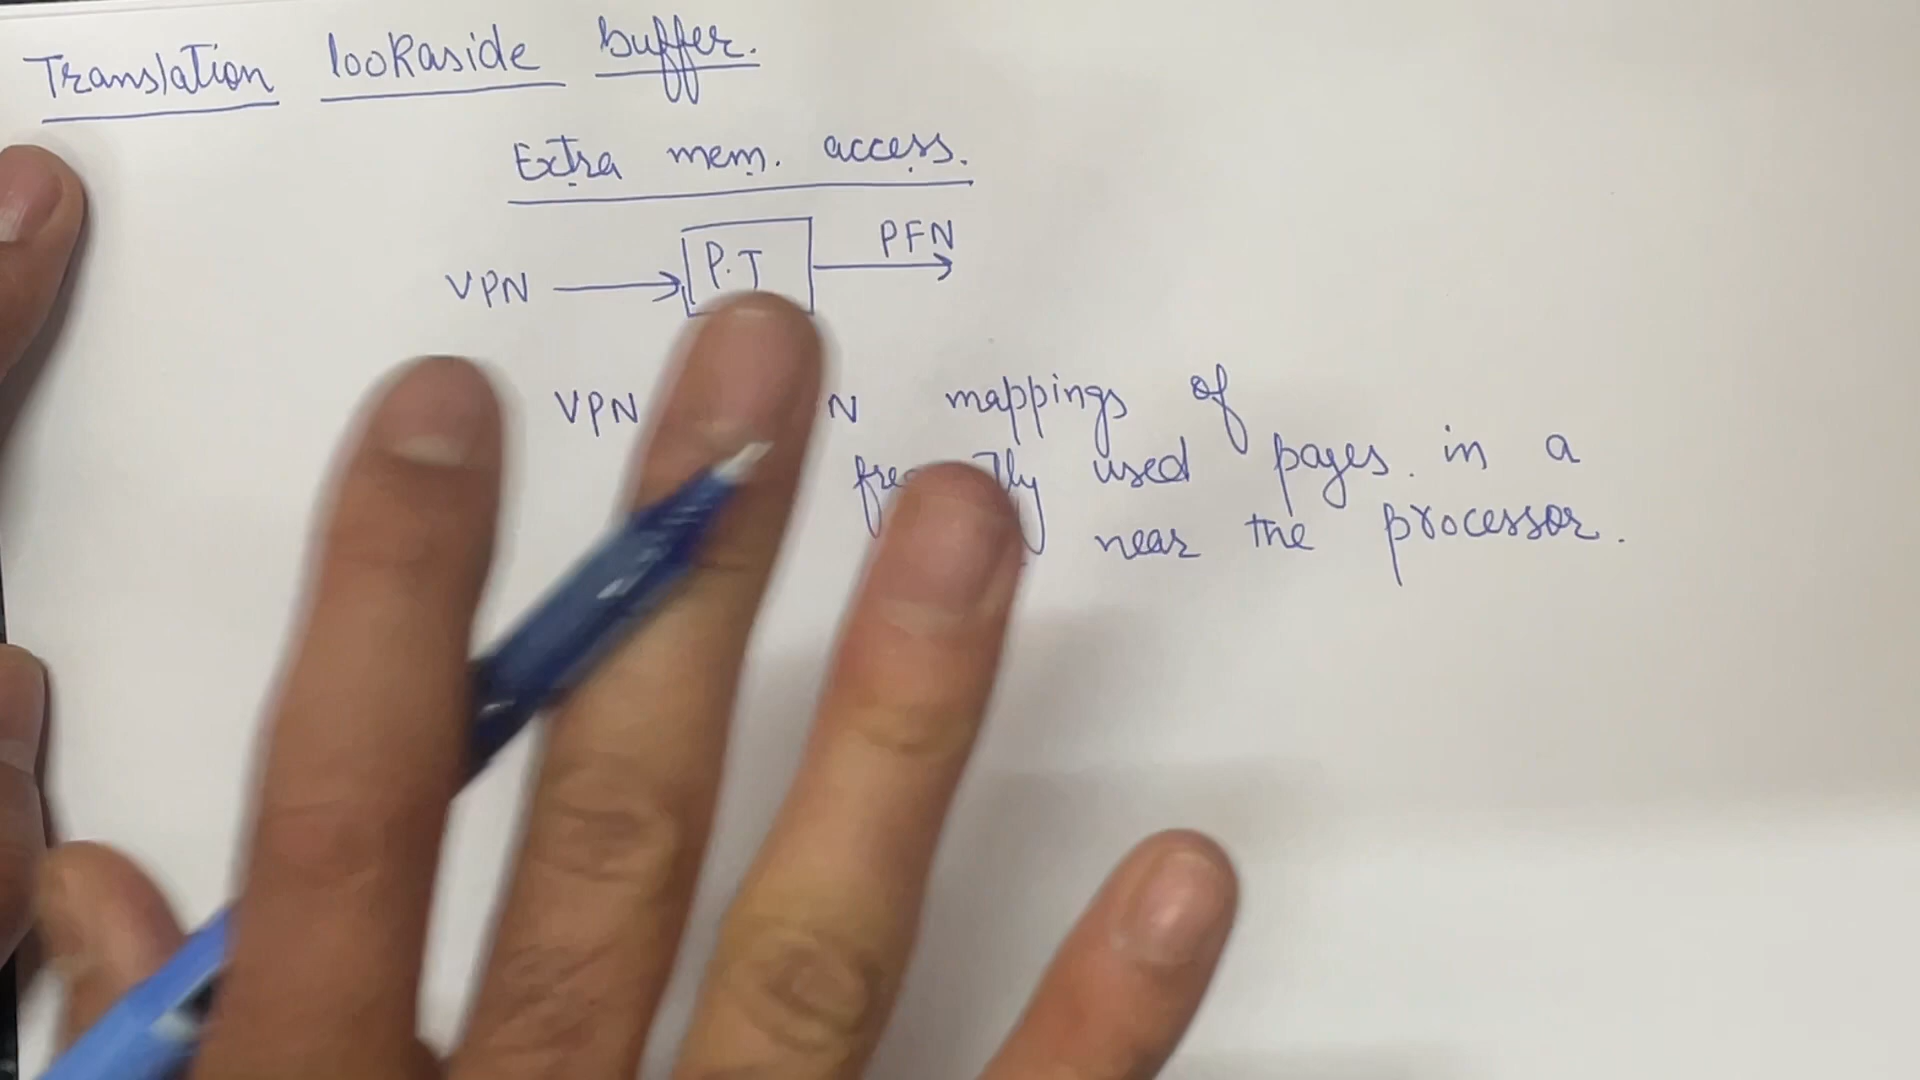 Translation lookaside buffer.
Extra mem. access.
VPN P.T PFN
VPN N mappings of
used pages. in a
near the processor.